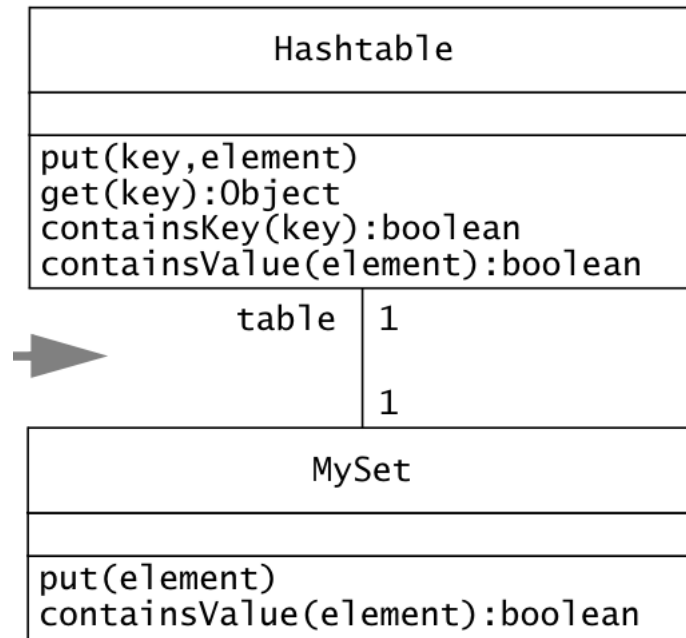 Hashtable
put(key,element)
get(key):Object
containsKey(key):boolean
containsValue(element):boolean
table 1
1
MySet
put(element)
containsValue(element):boolean